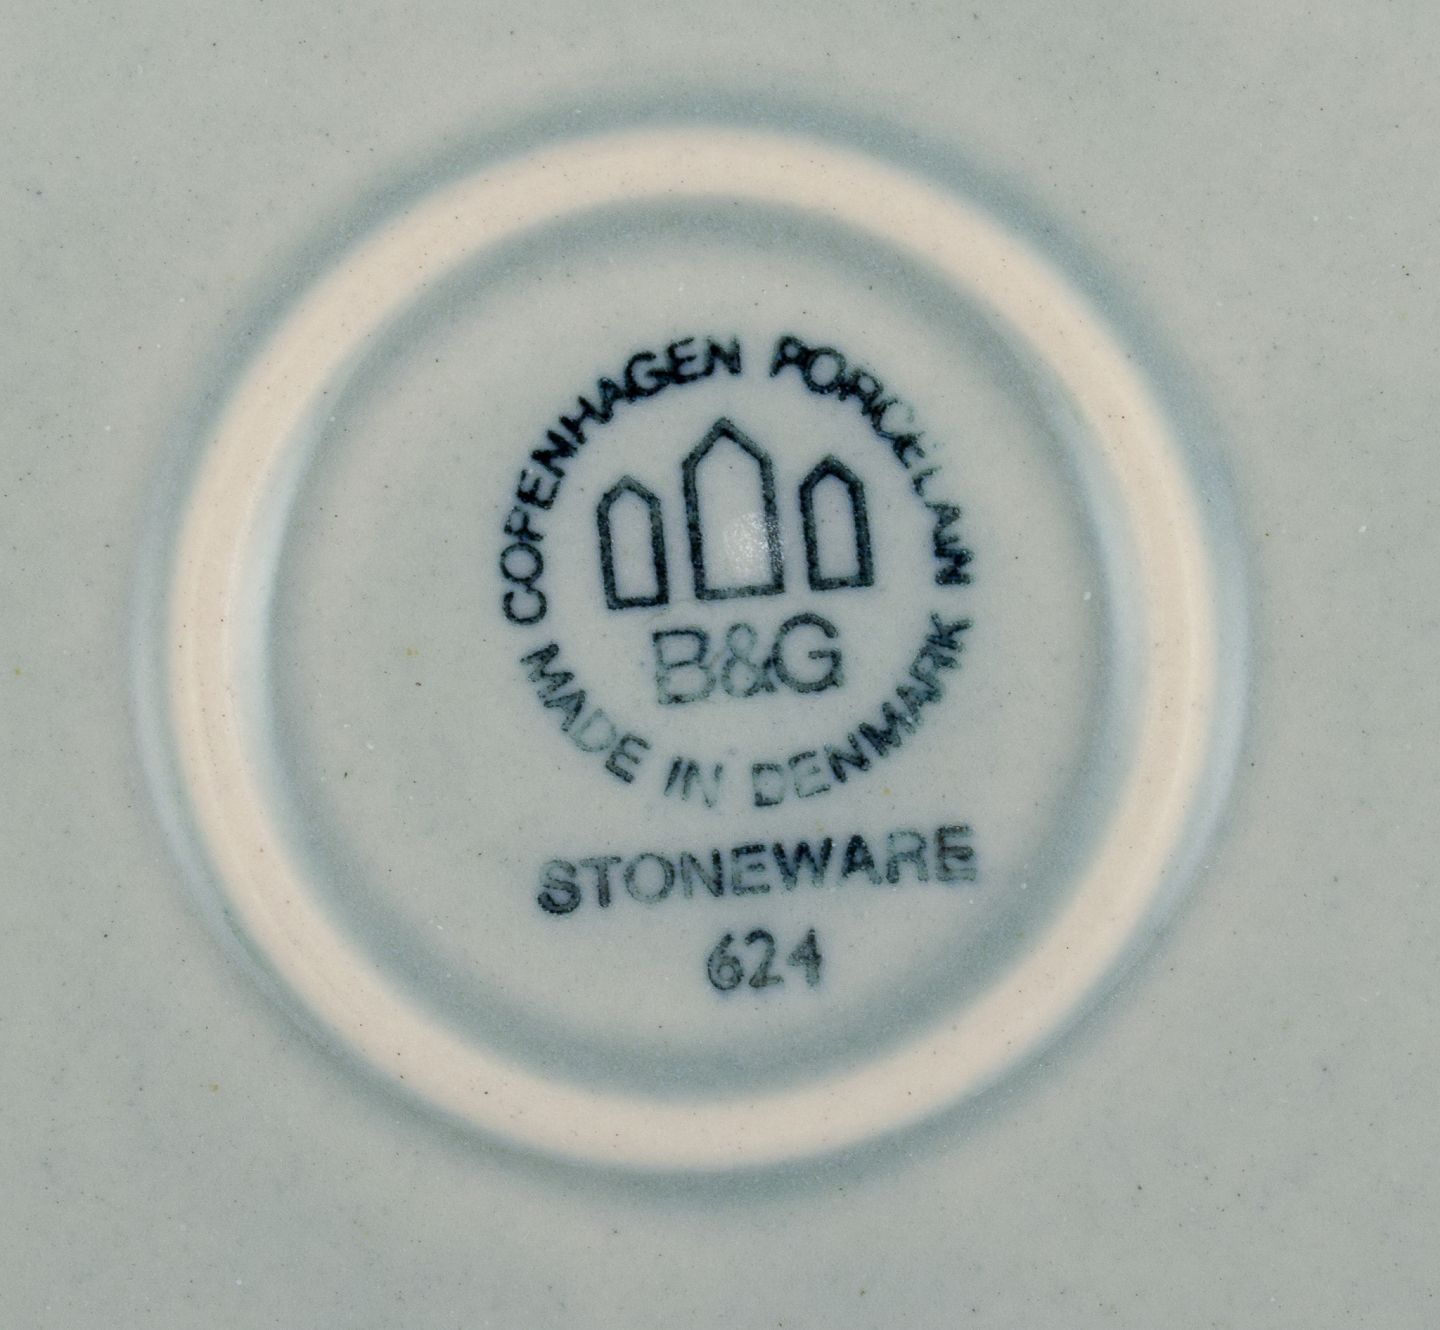 COPENHAGEN PORCELAIN
B&G
MADE IN DENMARK
STONEWARE
624